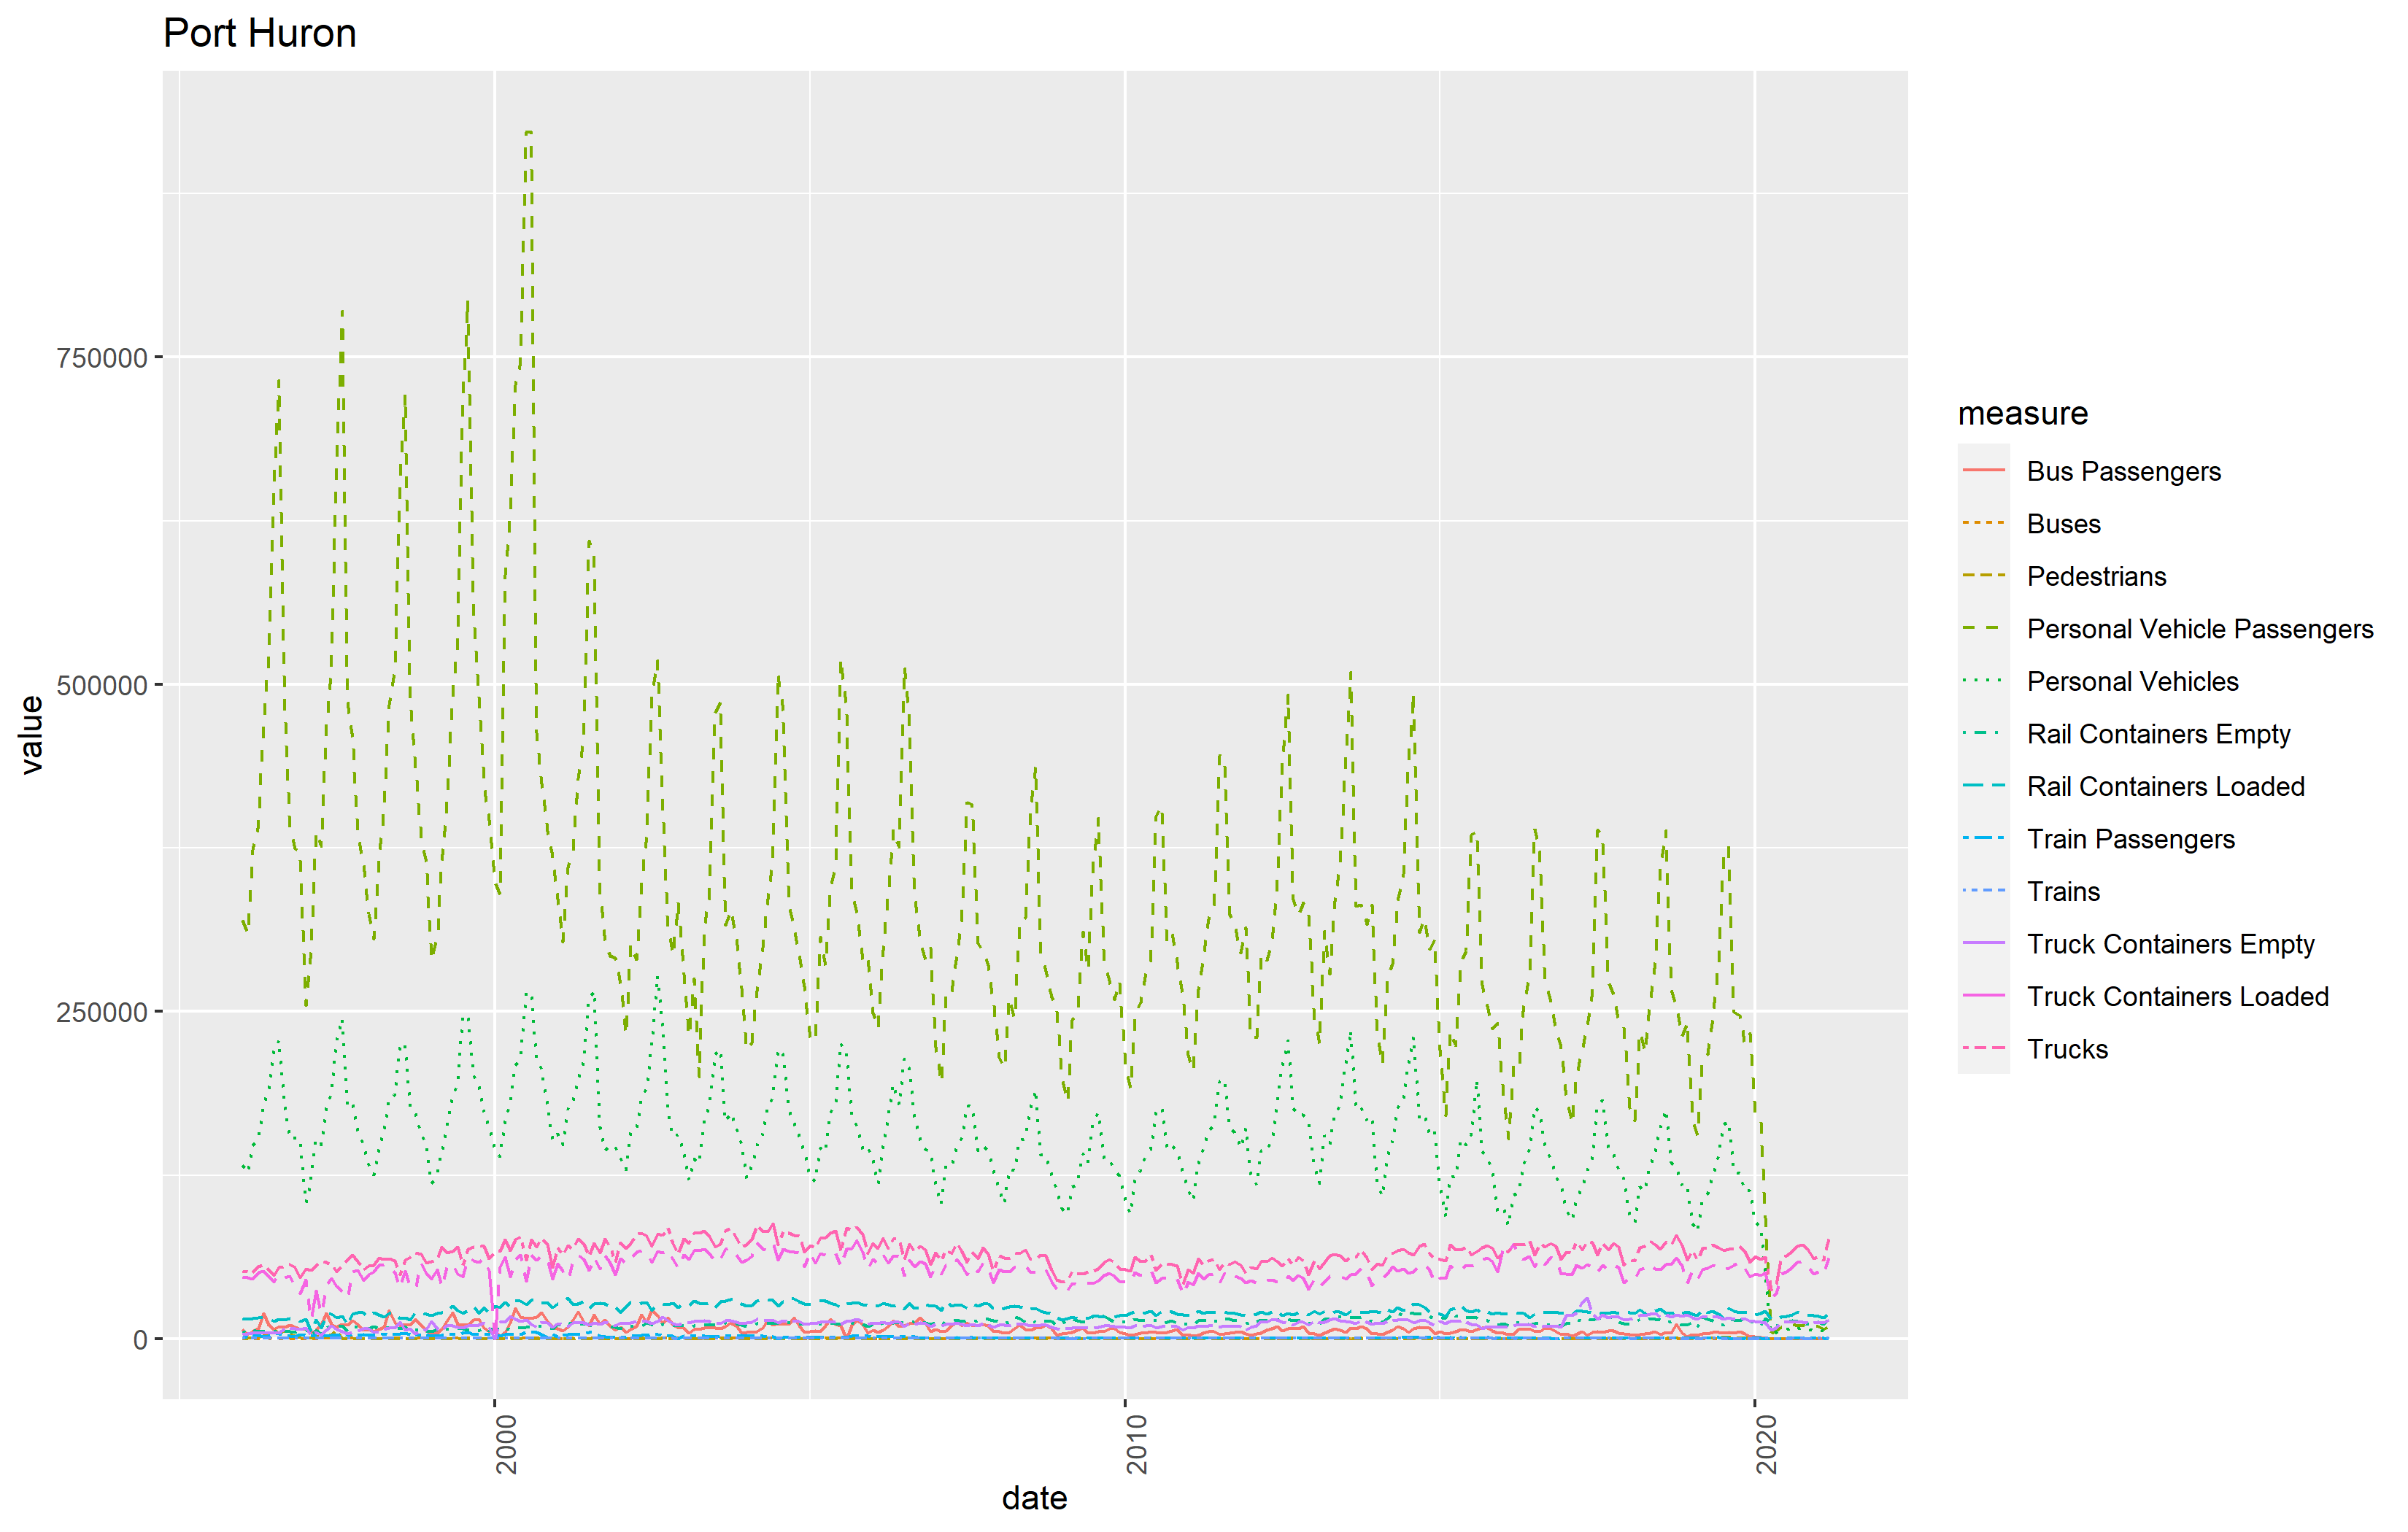 Port Huron
value
750000
500000
250000
0
2000
2010
2020
date
measure
Bus Passengers
Buses
Pedestrians
Personal Vehicle Passengers
Personal Vehicles
Rail Containers Empty
Rail Containers Loaded
Train Passengers
Trains
Truck Containers Empty
Truck Containers Loaded
Trucks